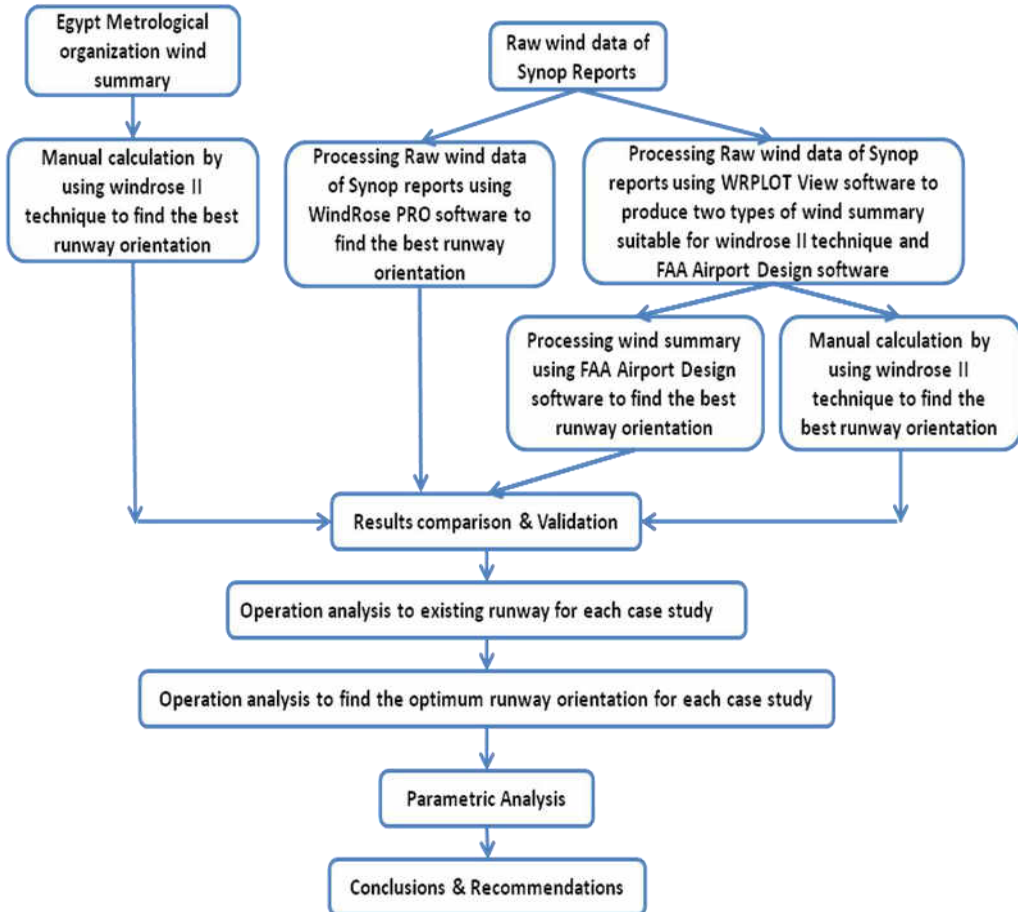 Egypt Metrological
organization wind
summary
Raw wind data of
Synop Reports
Manual calculation by
using windrose II
technique to find the best
runway orientation
Processing Raw wind data
of Synop reports using
WindRose PRO software to
find the best runway
orientation
Processing Raw wind data of Synop
reports using WRPLOT View software to
produce two types of wind summary
suitable for windrose II technique and
FAA Airport Design software
Processing wind summary
using FAA Airport Design
software to find the best
runway orientation
Manual calculation by
using windrose II
technique to find the
best runway orientation
Results comparison & Validation
Operation analysis to existing runway for each case study
Operation analysis to find the optimum runway orientation for each case study
Parametric Analysis
Conclusions & Recommendations